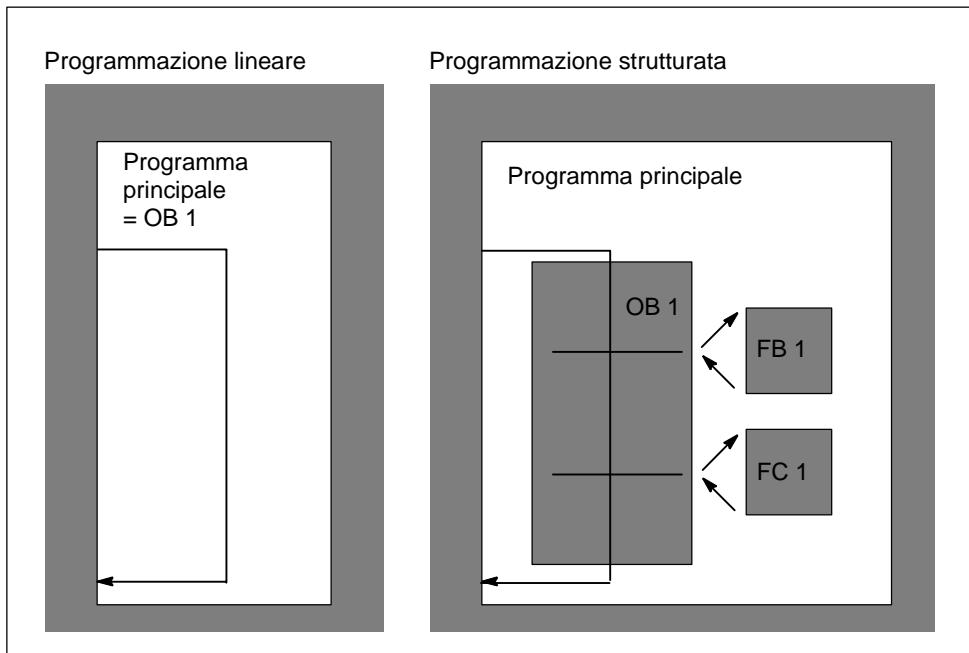 Programmazione lineare
Programmazione strutturata
Programma
principale
= OB 1
Programma principale
OB 1
FB 1
FC 1